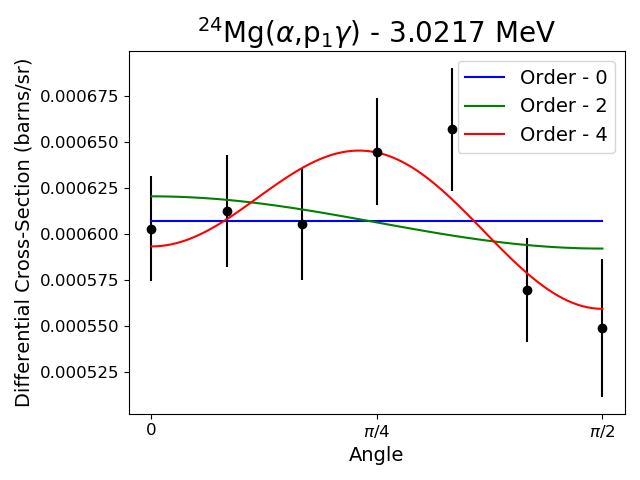 ²⁴Mg(α,p₁γ) - 3.0217 MeV
Differential Cross-Section (barns/sr)
0.000675
0.000650
0.000625
0.000600
0.000575
0.000550
0.000525
Order - 0
Order - 2
Order - 4
0
π/4
π/2
Angle